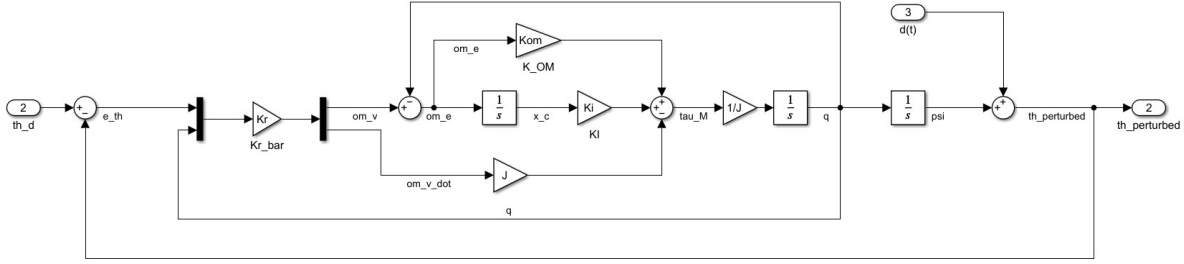 3
d(t)
Kom
K_OM
om_e
2
th_d
+
−
e_th
Kr
Kr_bar
om_v
−
+
om_e
1
s
x_c
Ki
KI
+
+
−
tau_M
1/J
1
s
q
1
s
psi
+
+
th_perturbed
2
th_perturbed
om_v_dot
J
q